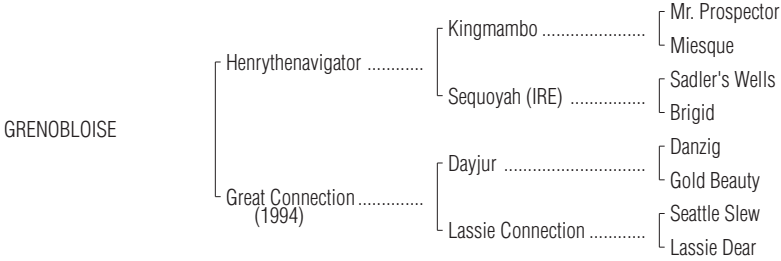 Mr. Prospector
Kingmambo ......................
Miesque
Henrythenavigator ............
Sadler's Wells
Sequoyah (IRE) ................
Brigid
GRENOBLOISE
Danzig
Dayjur ..............................
Gold Beauty
Great Connection ..............
(1994)
Seattle Slew
Lassie Connection ............
Lassie Dear